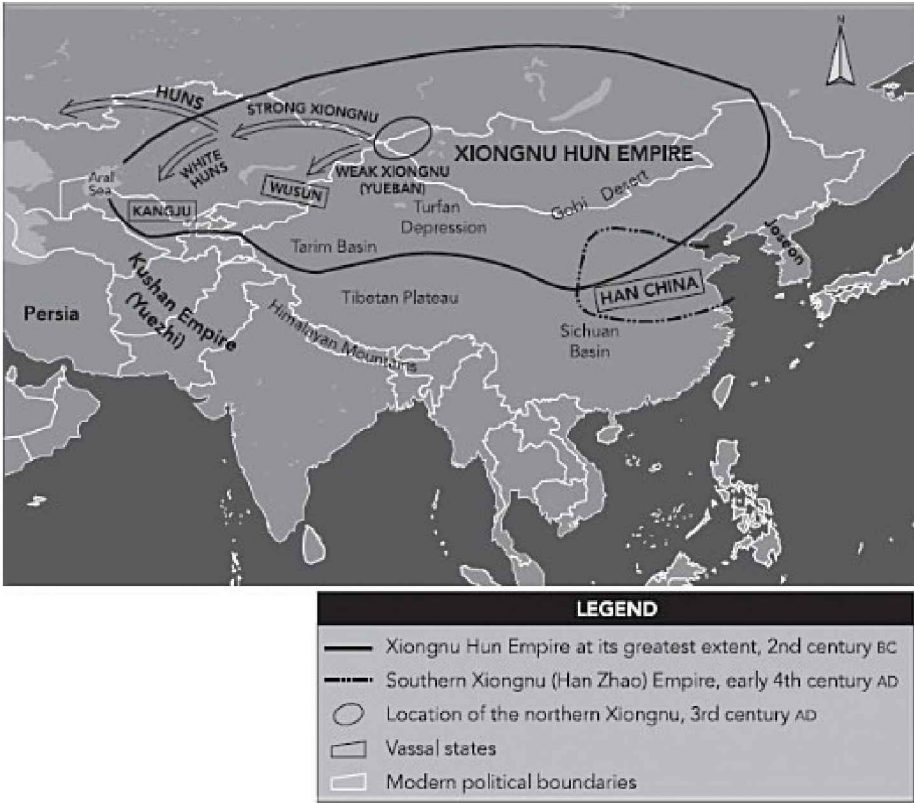 N
HUNS
STRONG XIONGNU
WHITE
HUNS
WEAK XIONGNU
(YUEBAN)
XIONGNU HUN EMPIRE
Aral
Sea
WUSUN
KANGJU
Turfan
Depression
Gobi Desert
Tarim Basin
Joseon
HAN CHINA
Kushan Empire
(Yuezhi)
Persia
Tibetan Plateau
Himalayan Mountains
Sichuan
Basin
LEGEND
Xiongnu Hun Empire at its greatest extent, 2nd century BC
Southern Xiongnu (Han Zhao) Empire, early 4th century AD
Location of the northern Xiongnu, 3rd century AD
Vassal states
Modern political boundaries